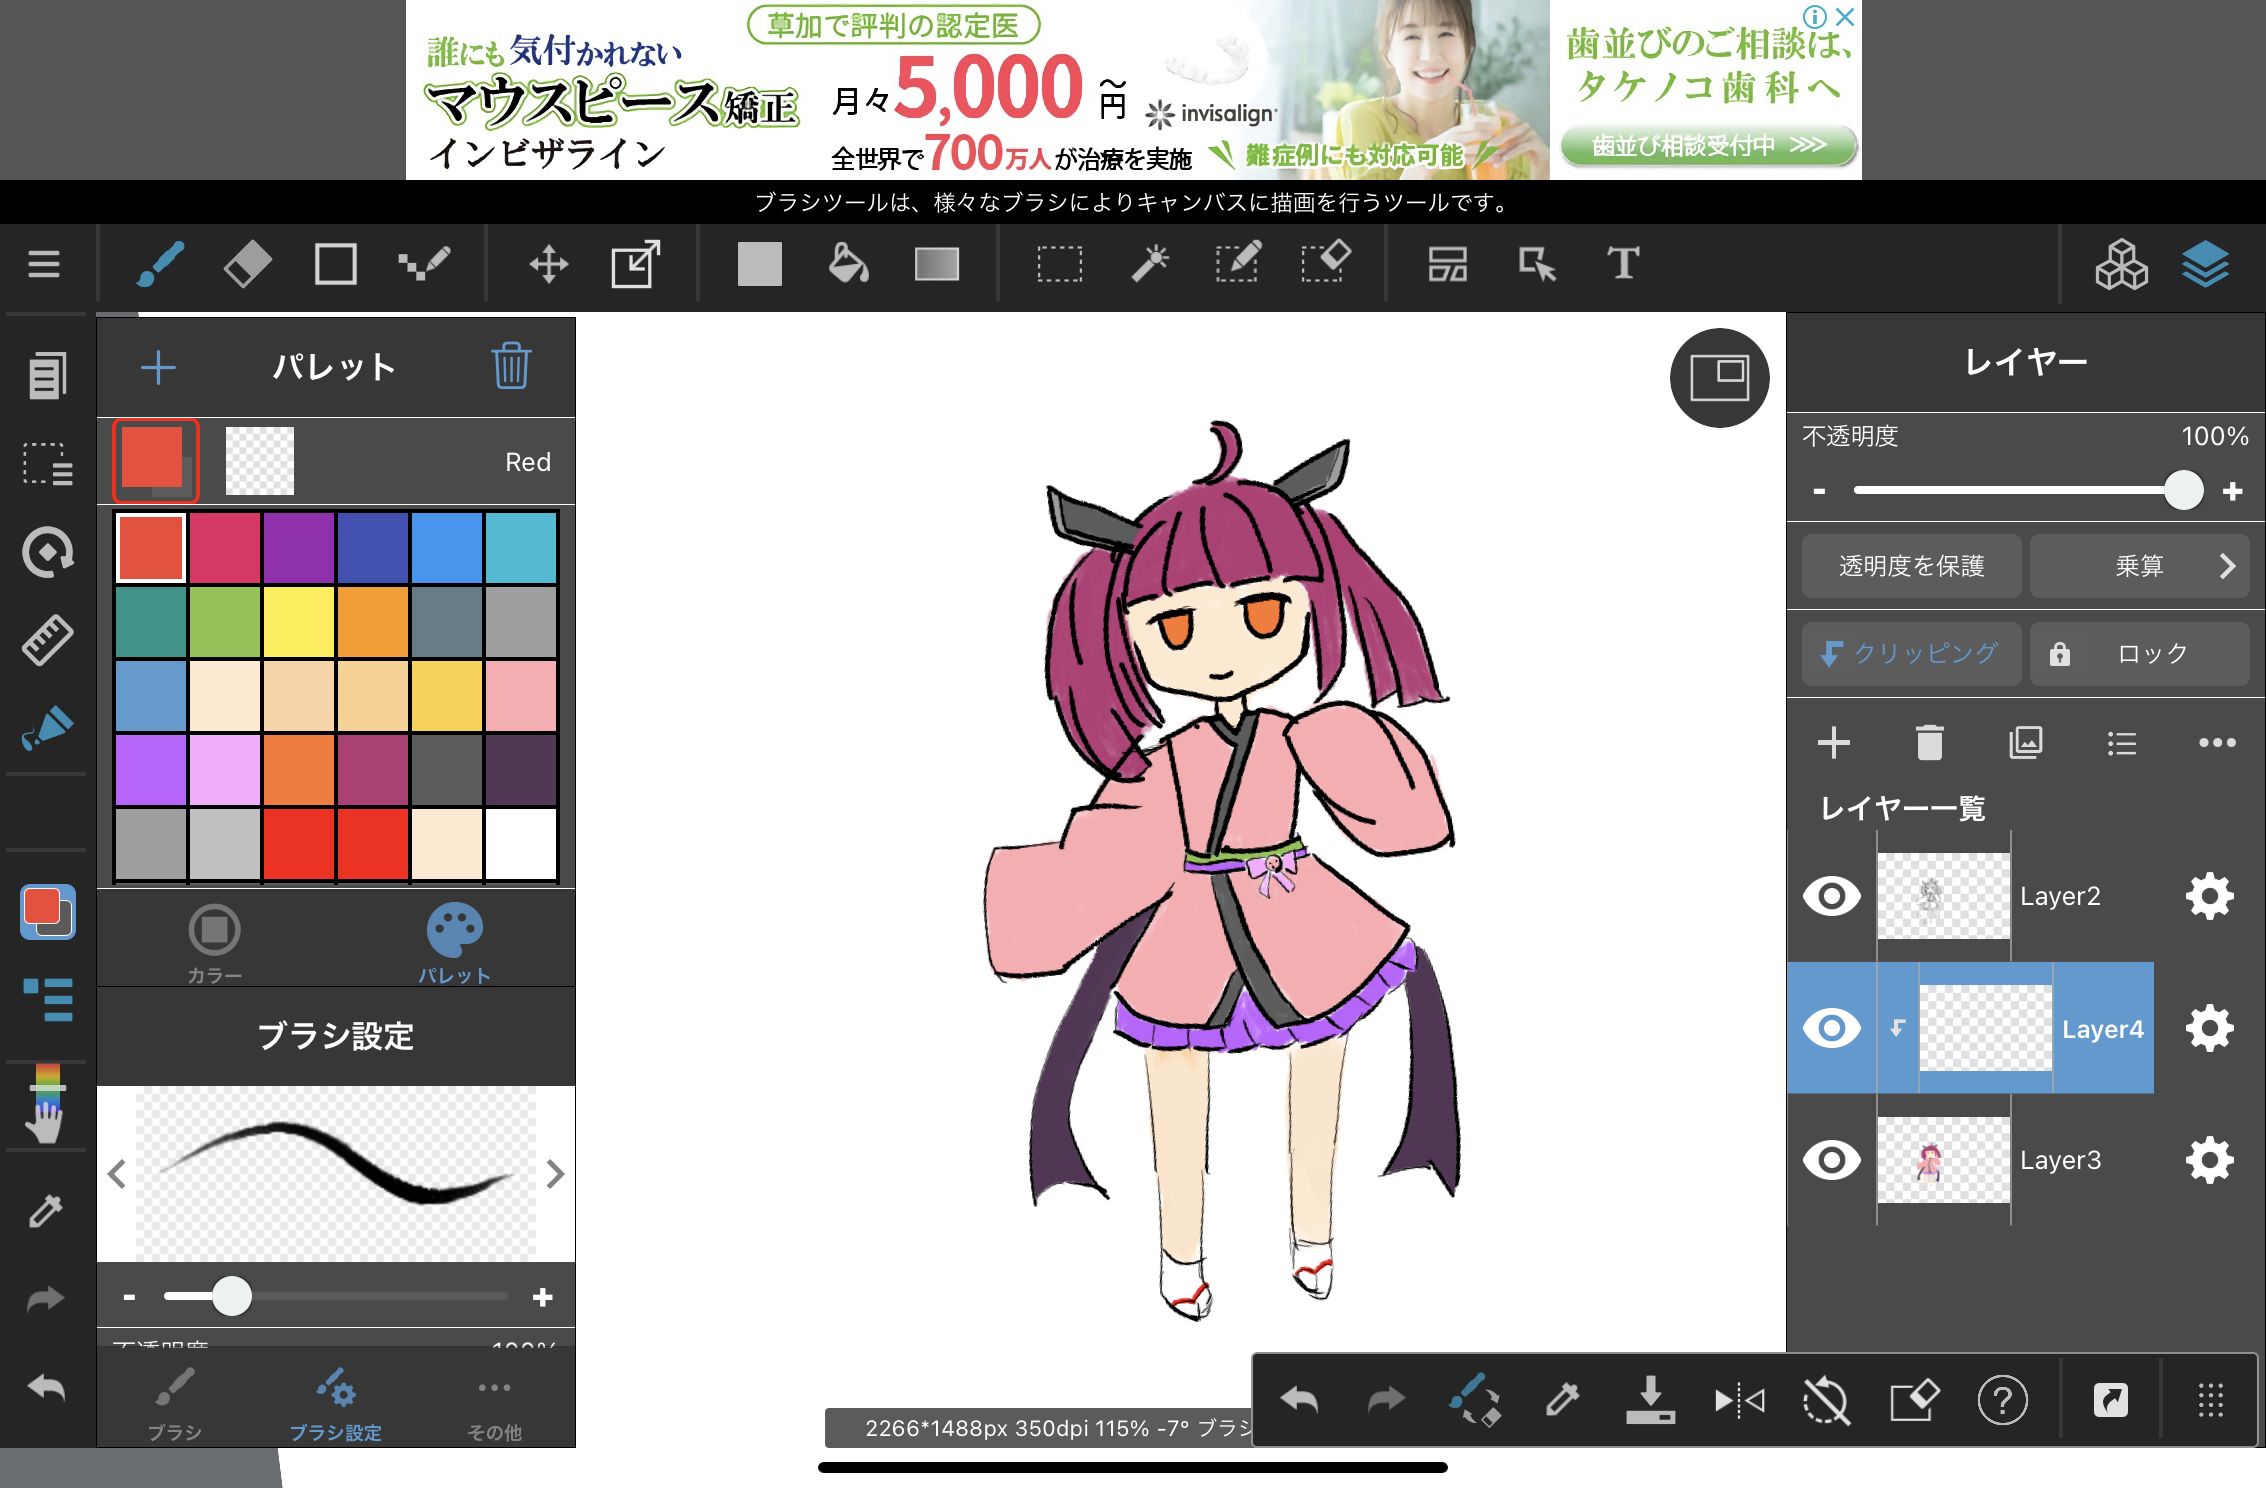 草加で評判の認定医
誰にも気付かれない
マウスピース矯正
インビザライン
月々5,000円～
全世界で700万人が治療を実施
invisalign
難症例にも対応可能
歯並びのご相談は、
タケノコ歯科へ
歯並び相談受付中 >>>
ブラシツールは、様々なブラシによりキャンバスに描画を行うツールです。
T
パレット
Red
カラー
パレット
ブラシ設定
- +
100%
ブラシ
ブラシ設定
その他
レイヤー
不透明度 100%
- +
透明度を保護
乗算
クリッピング
ロック
レイヤー一覧
Layer2
Layer4
Layer3
2266*1488px 350dpi 115% -7° ブラシ
?